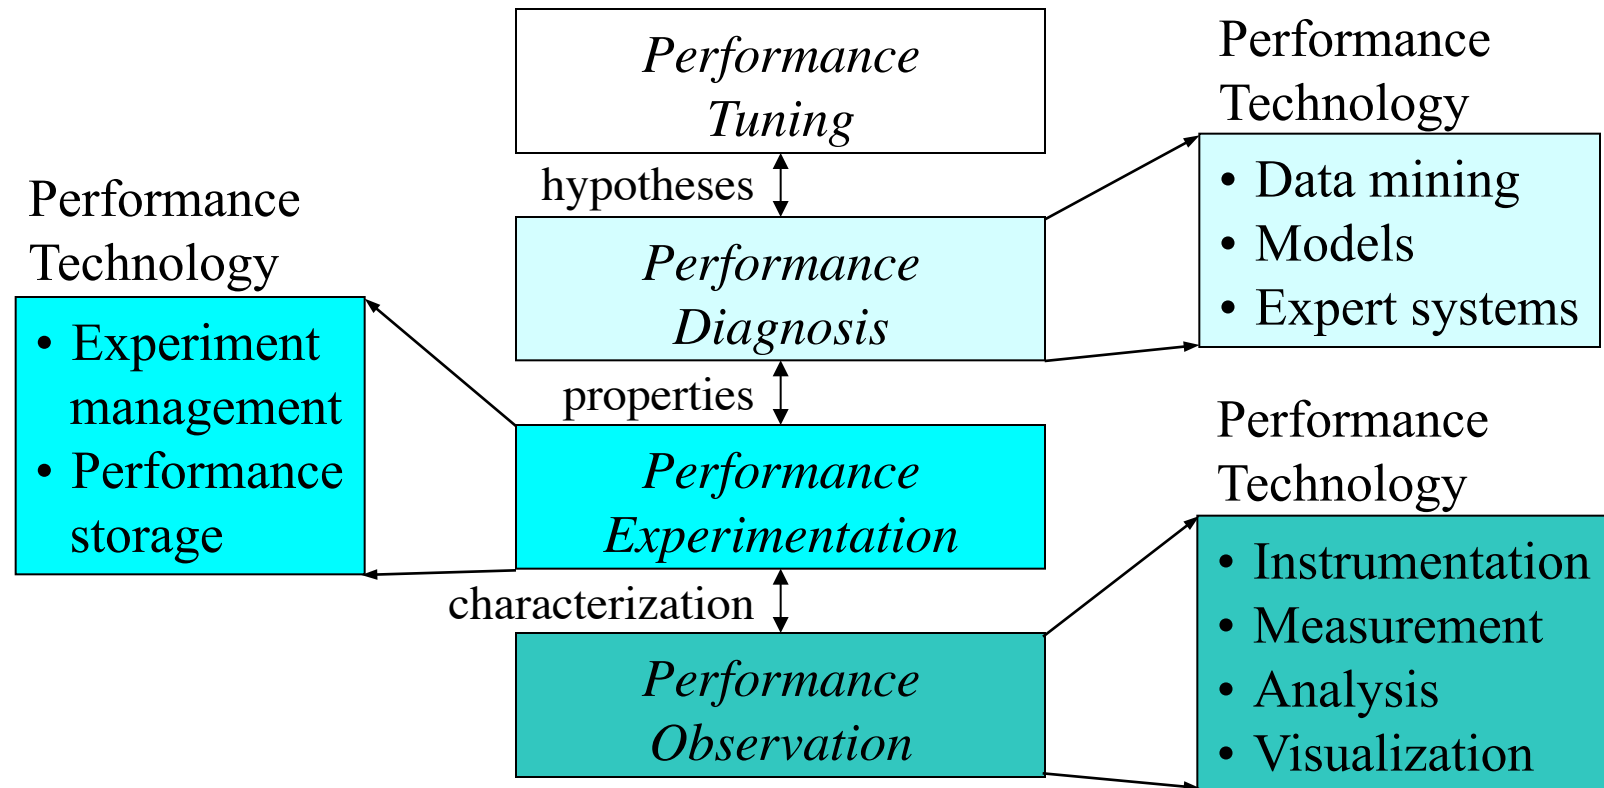 Performance
Tuning
hypotheses
Performance
Diagnosis
properties
Performance
Experimentation
characterization
Performance
Observation
Performance
Technology
• Experiment
management
• Performance
storage
Performance
Technology
• Data mining
• Models
• Expert systems
Performance
Technology
• Instrumentation
• Measurement
• Analysis
• Visualization